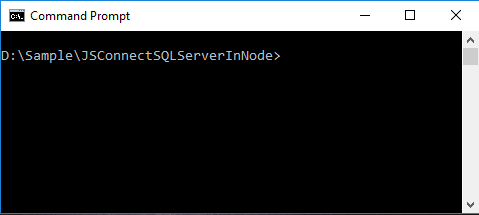 Command Prompt
D:\Sample\JSConnectSQLServerInNode>